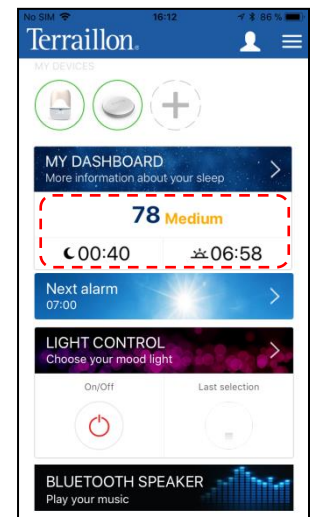 No SIM 16:12 86 %
Terraillon.
MY DEVICES
MY DASHBOARD
More information about your sleep
78 Medium
00:40 06:58
Next alarm
07:00
LIGHT CONTROL
Choose your mood light
On/Off Last selection
BLUETOOTH SPEAKER
Play your music